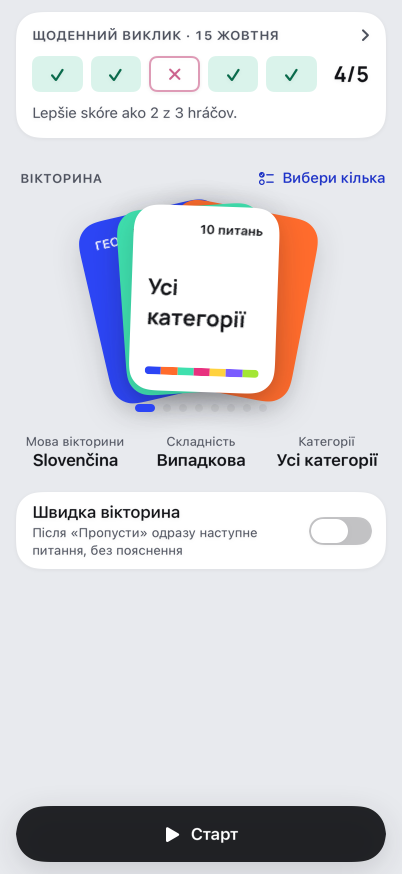 ЩОДЕННИЙ ВИКЛИК · 15 ЖОВТНЯ
4/5
Lepšie skóre ako 2 z 3 hráčov.
ВІКТОРИНА
Вибери кілька
ГЕО
10 питань
Усі
категорії
Мова вікторини
Складність
Категорії
Slovenčina
Випадкова
Усі категорії
Швидка вікторина
Після «Пропусти» одразу наступне
питання, без пояснення
Старт